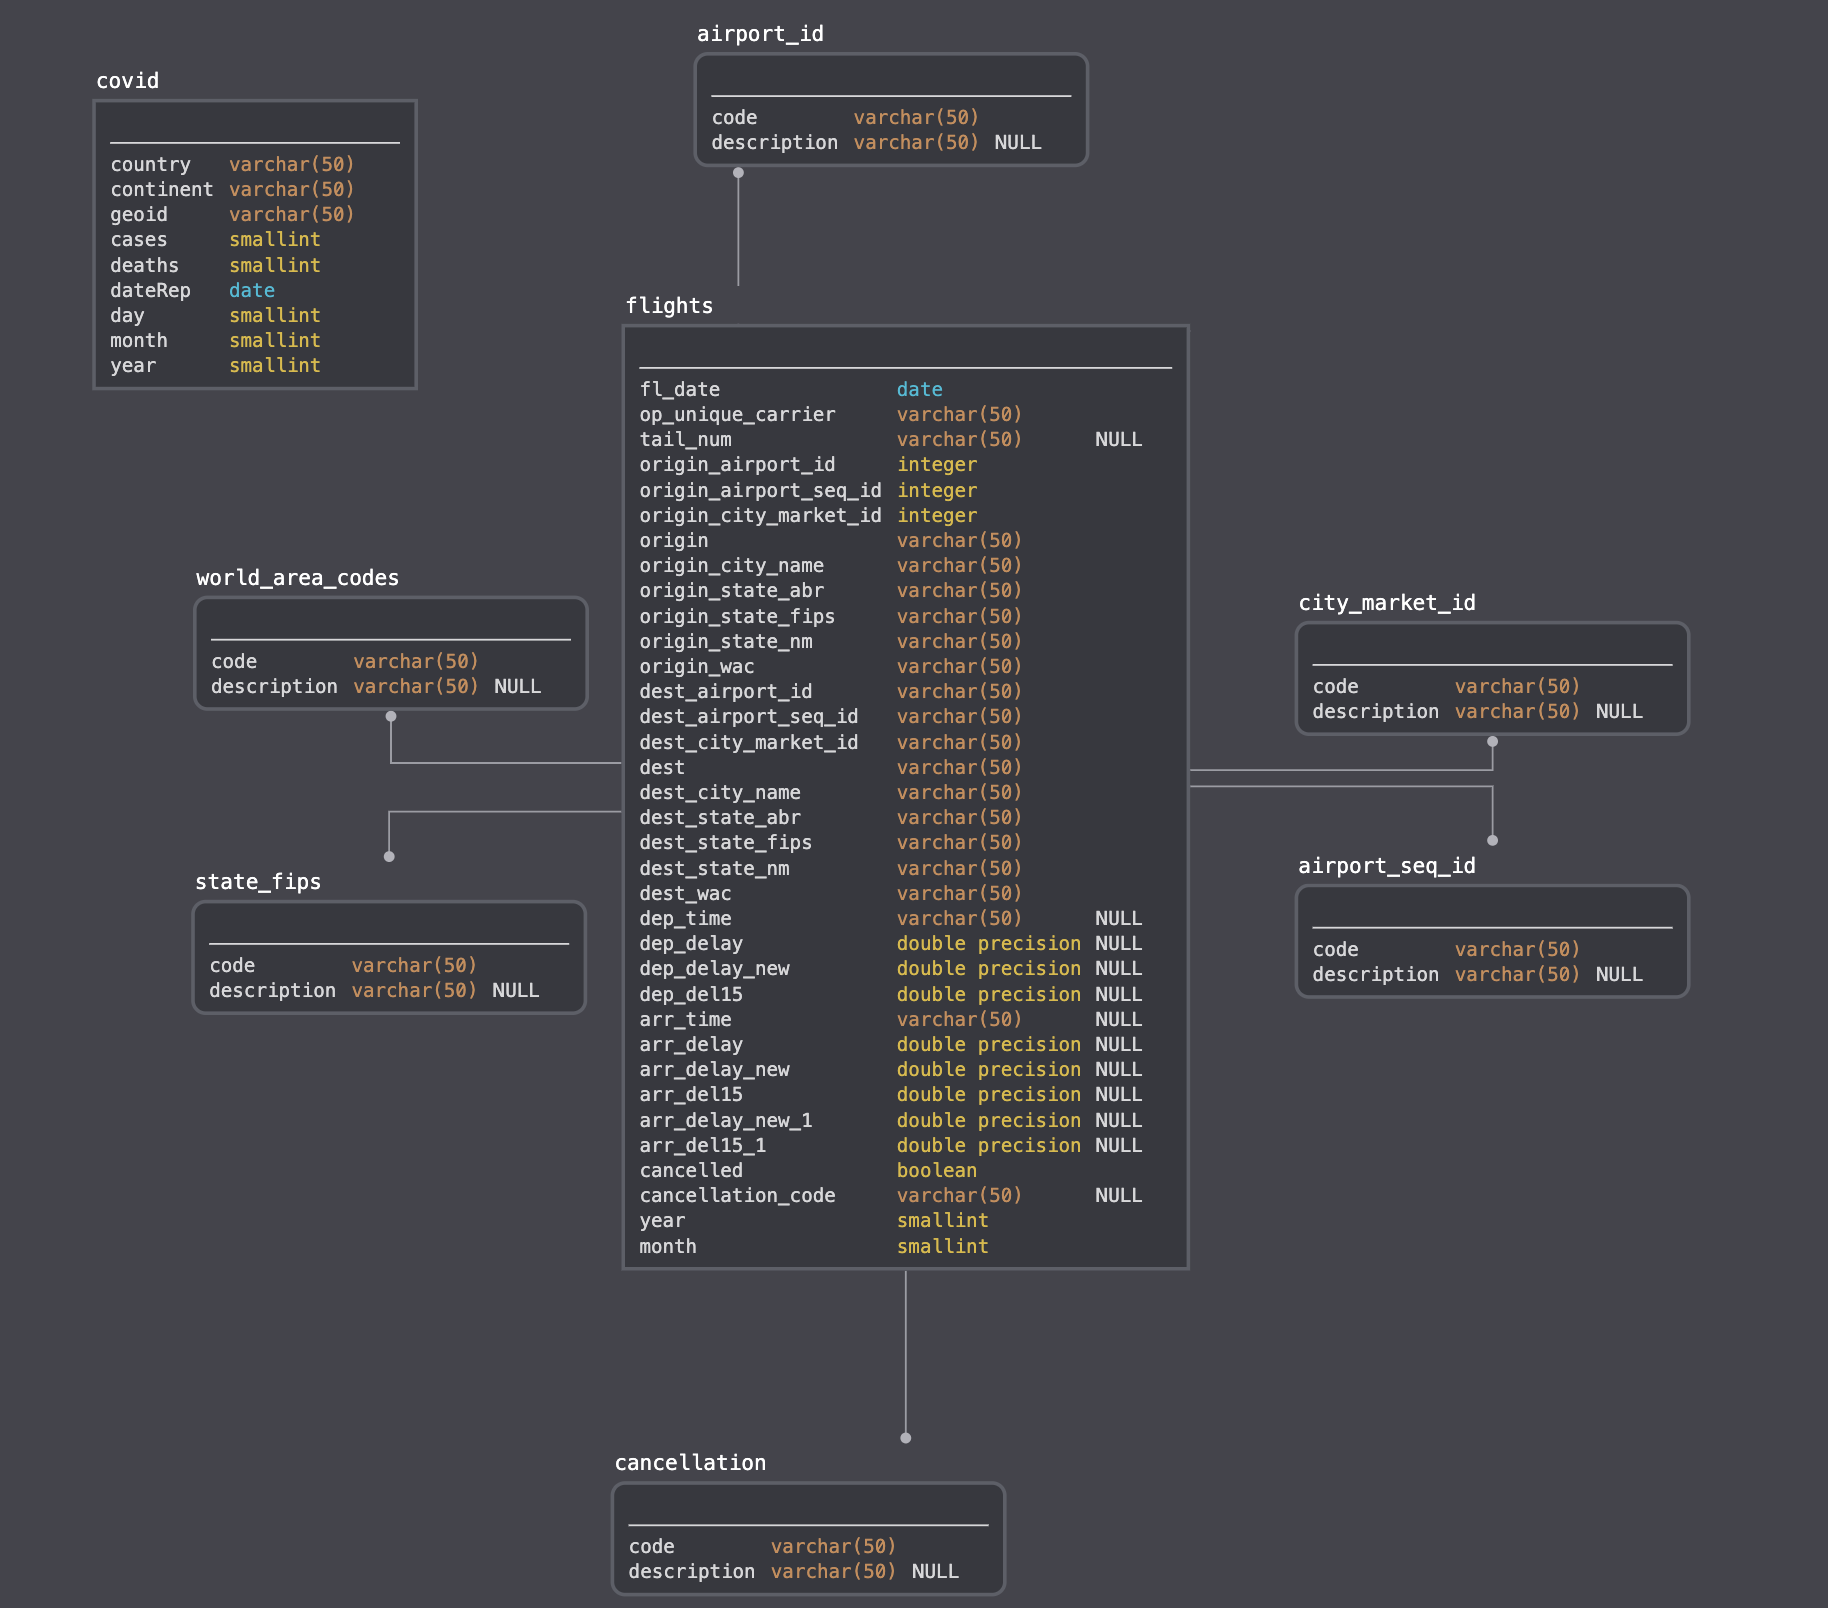 airport_id
code varchar(50)
description varchar(50) NULL
covid
country varchar(50)
continent varchar(50)
geoid varchar(50)
cases smallint
deaths smallint
dateRep date
day smallint
month smallint
year smallint
flights
fl_date date
op_unique_carrier varchar(50)
tail_num varchar(50) NULL
origin_airport_id integer
origin_airport_seq_id integer
origin_city_market_id integer
origin varchar(50)
origin_city_name varchar(50)
origin_state_abr varchar(50)
origin_state_fips varchar(50)
origin_state_nm varchar(50)
origin_wac varchar(50)
dest_airport_id varchar(50)
dest_airport_seq_id varchar(50)
dest_city_market_id varchar(50)
dest varchar(50)
dest_city_name varchar(50)
dest_state_abr varchar(50)
dest_state_fips varchar(50)
dest_state_nm varchar(50)
dest_wac varchar(50)
dep_time varchar(50) NULL
dep_delay double precision NULL
dep_delay_new double precision NULL
dep_del15 double precision NULL
arr_time varchar(50) NULL
arr_delay double precision NULL
arr_delay_new double precision NULL
arr_del15 double precision NULL
arr_delay_new_1 double precision NULL
arr_del15_1 double precision NULL
cancelled boolean
cancellation_code varchar(50) NULL
year smallint
month smallint
world_area_codes
code varchar(50)
description varchar(50) NULL
city_market_id
code varchar(50)
description varchar(50) NULL
state_fips
code varchar(50)
description varchar(50) NULL
airport_seq_id
code varchar(50)
description varchar(50) NULL
cancellation
code varchar(50)
description varchar(50) NULL